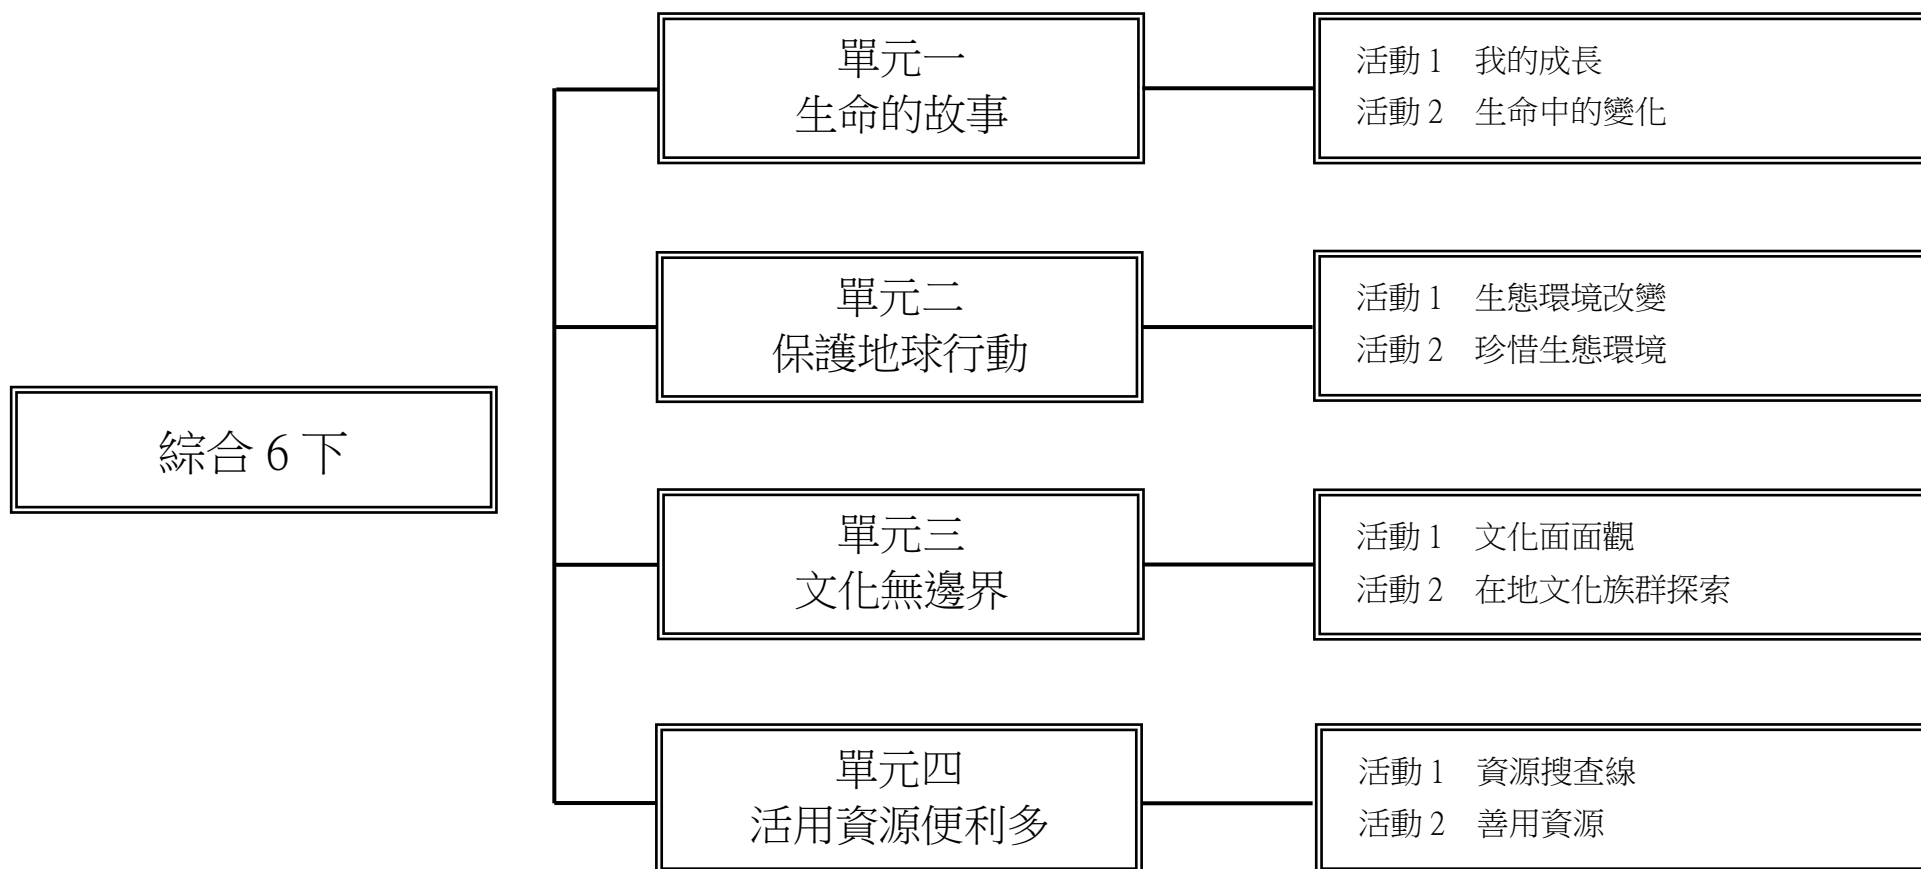 單元一
生命的故事
活動 1　我的成長
活動 2　生命中的變化
單元二
保護地球行動
活動 1　生態環境改變
活動 2　珍惜生態環境
綜合 6 下
單元三
文化無邊界
活動 1　文化面面觀
活動 2　在地文化族群探索
單元四
活用資源便利多
活動 1　資源搜查線
活動 2　善用資源